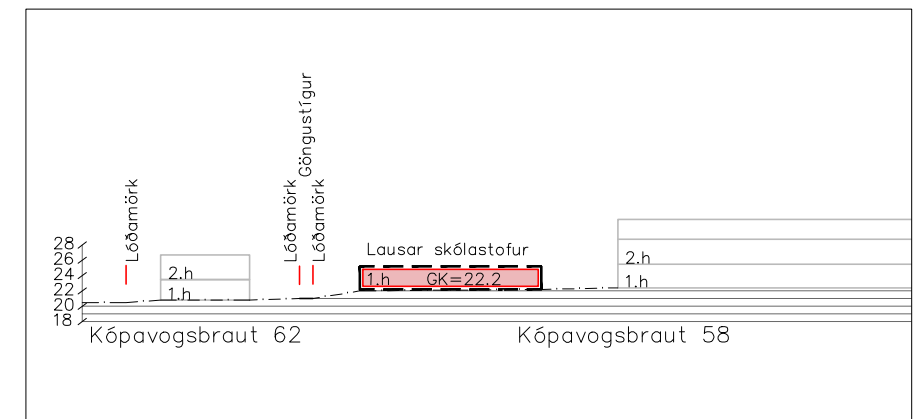 Lóðamörk
Lóðamörk
Göngustígur
Lóðamörk
Lausar skólastofur
28
26
24
22
20
18
2.h
1.h
1.h GK=22.2
2.h
1.h
Kópavogsbraut 62
Kópavogsbraut 58